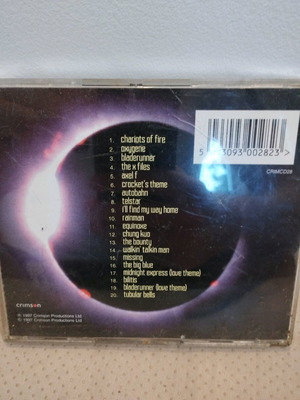 1. chariots of fire
2. oxygene
3. bladerunner
4. the x files
5. axel f
6. crocket's theme
7. autobahn
8. telstar
9. i'll find my way home
10. rainman
11. equinoxe
12. chung kuo
13. the bounty
14. walkin' talkin man
15. missing
16. the big blue
17. midnight express (love theme)
18. bilitis
19. bladerunner (love theme)
20. tubular bells
CRIMCD28
crimson
℗ 1997 Crimson Productions Ltd
© 1997 Crimson Productions Ltd